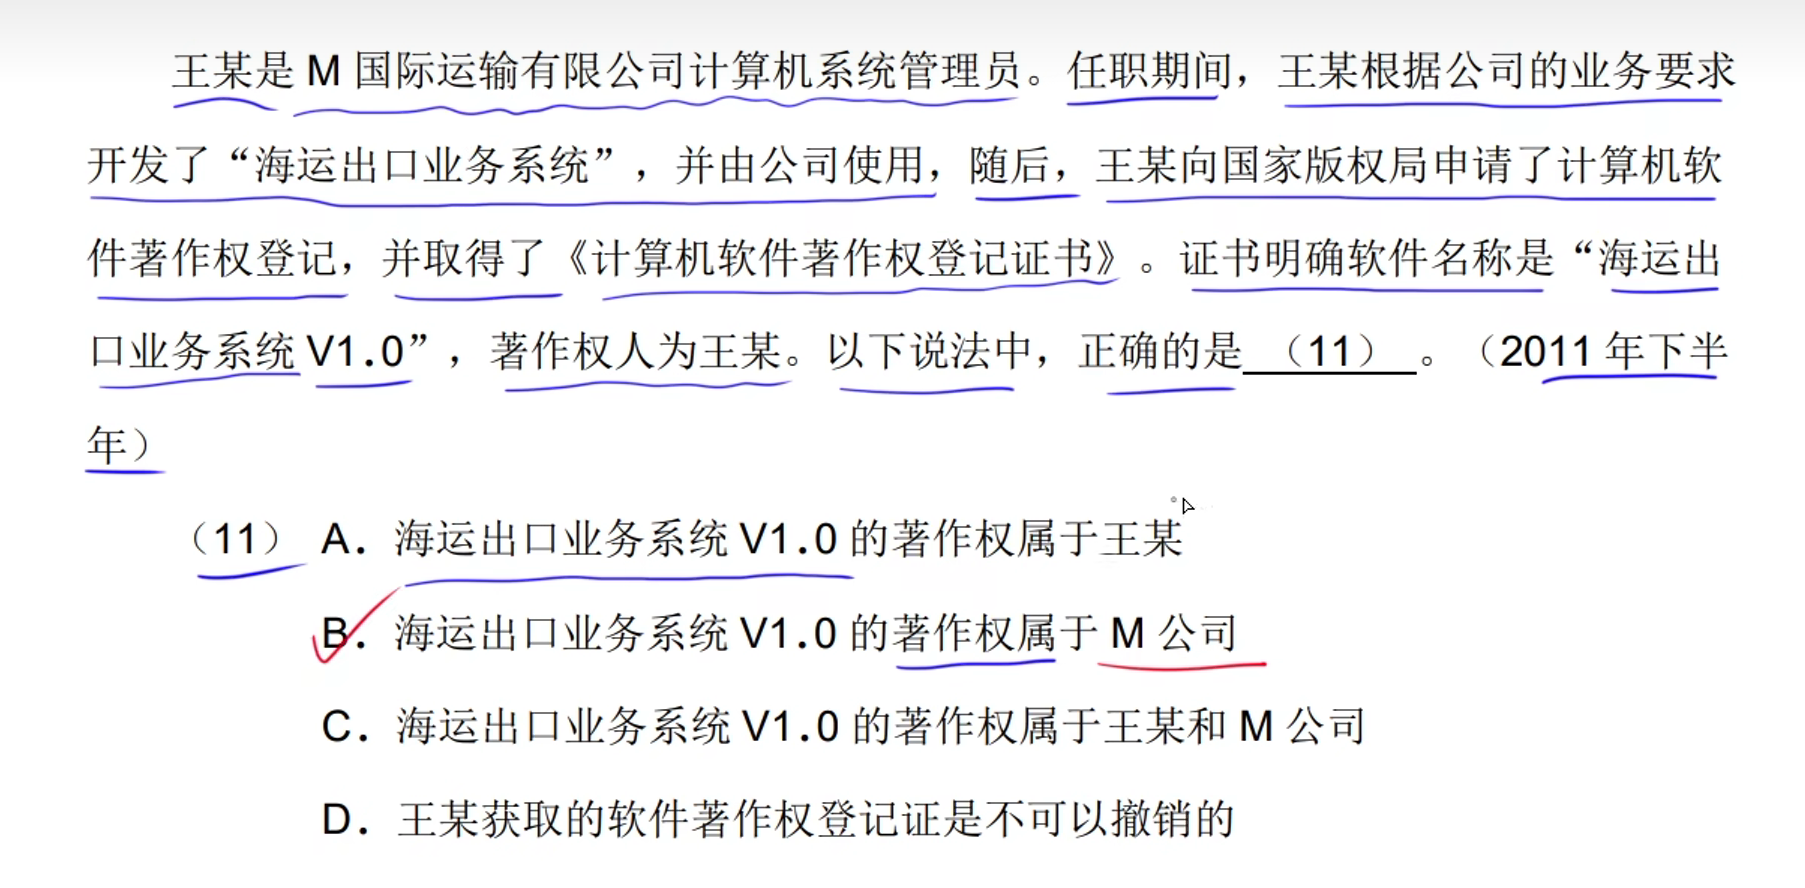 王某是 M 国际运输有限公司计算机系统管理员。任职期间，王某根据公司的业务要求
开发了“海运出口业务系统”，并由公司使用，随后，王某向国家版权局申请了计算机软
件著作权登记，并取得了《计算机软件著作权登记证书》。证书明确软件名称是“海运出
口业务系统 V1.0”，著作权人为王某。以下说法中，正确的是 （11） 。（2011 年下半
年）
（11） A. 海运出口业务系统 V1.0 的著作权属于王某
B. 海运出口业务系统 V1.0 的著作权属于 M 公司
C. 海运出口业务系统 V1.0 的著作权属于王某和 M 公司
D. 王某获取的软件著作权登记证是不可以撤销的